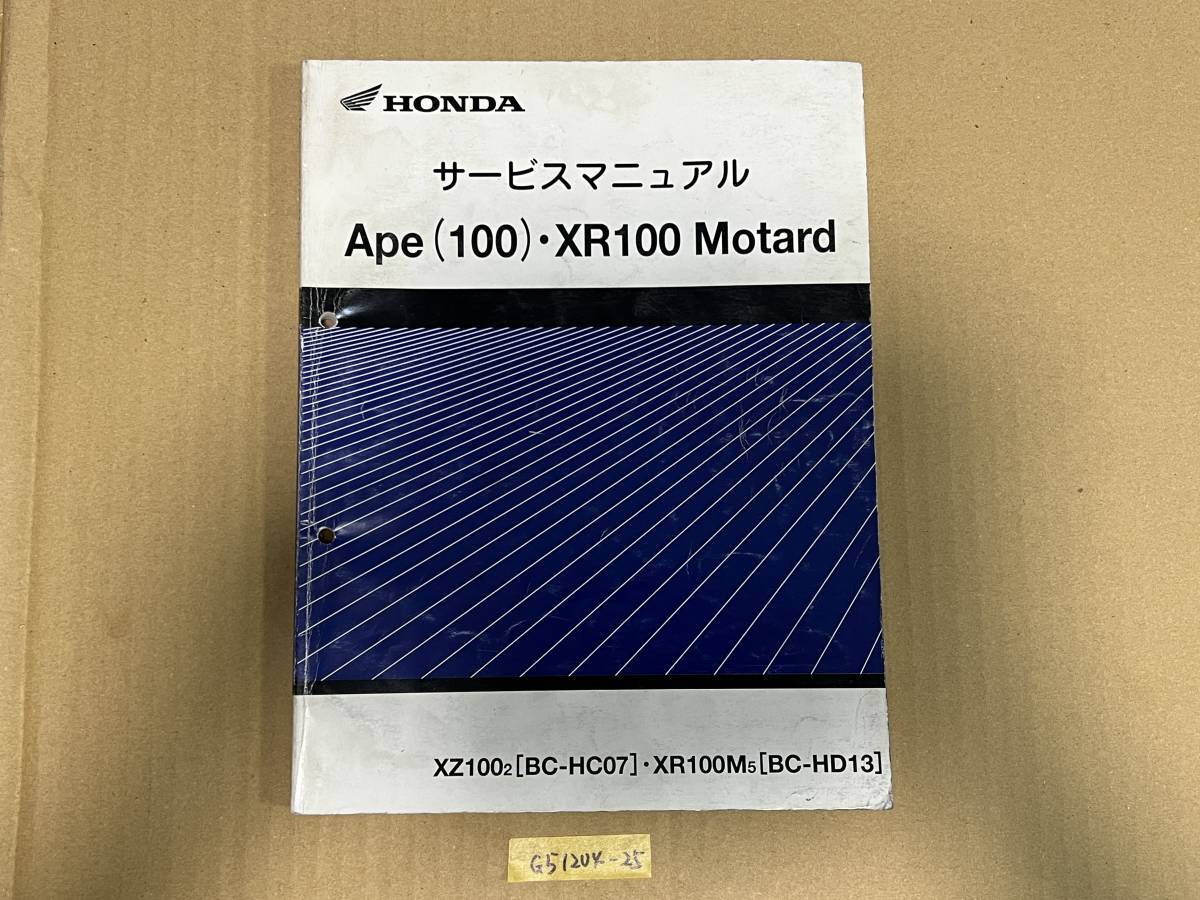 HONDA
サービスマニュアル
Ape(100)・XR100 Motard
XZ100₂[BC-HC07]・XR100M₅[BC-HD13]
G5120X-25